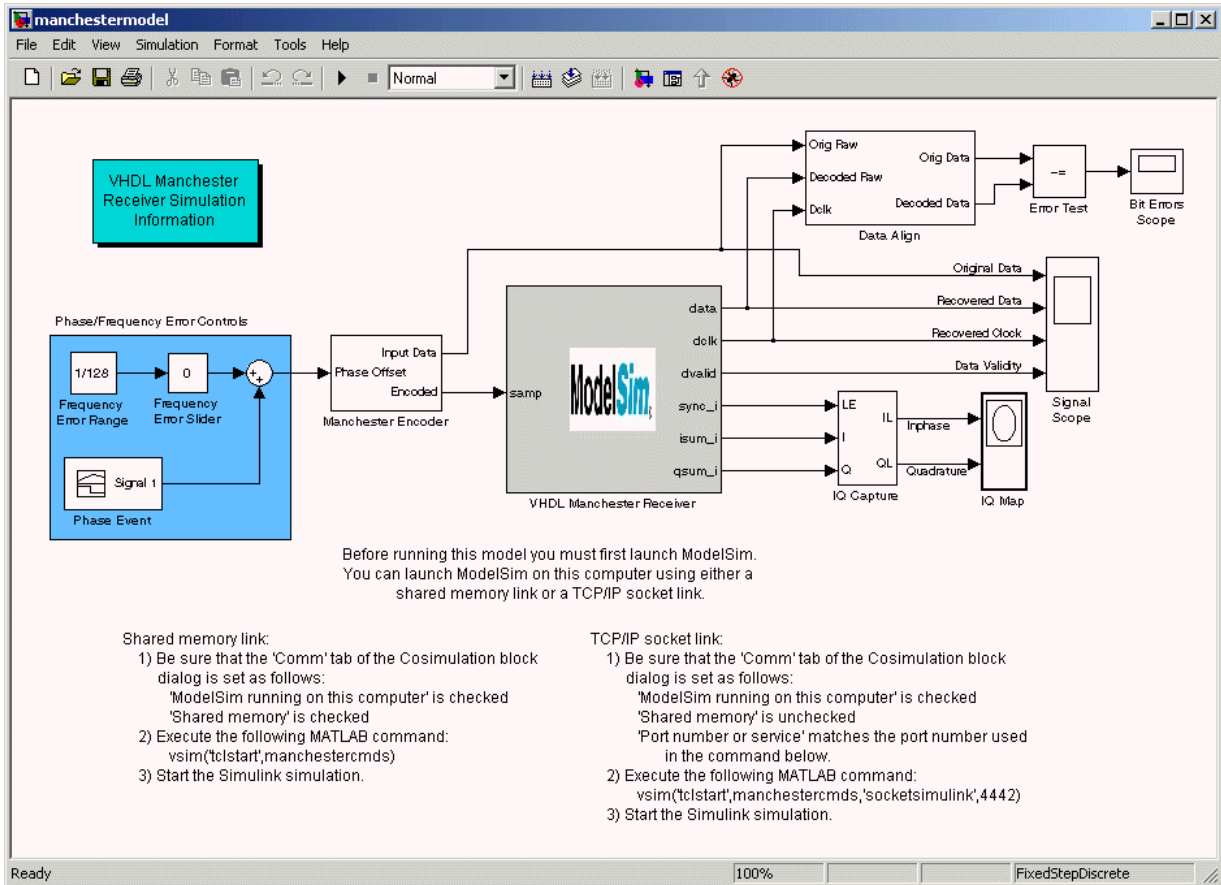 manchestermodel
File Edit View Simulation Format Tools Help
Normal
VHDL Manchester
Receiver Simulation
Information
Orig Raw
Decoded Raw
Dclk
Orig Data
Decoded Data
Data Align
~=
Error Test
Bit Errors
Scope
Original Data
Recovered Data
Recovered Clock
Data Validity
Signal
Scope
Phase/Frequency Error Controls
1/128
Frequency
Error Range
0
Frequency
Error Slider
+
+
Signal 1
Phase Event
Input Data
Phase Offset
Encoded
Manchester Encoder
samp
ModelSim
data
dclk
dvalid
sync_i
isum_i
qsum_i
VHDL Manchester Receiver
LE
I
Q
IL
QL
IQ Capture
Inphase
Quadrature
IQ Map
Before running this model you must first launch ModelSim.
You can launch ModelSim on this computer using either a
shared memory link or a TCP/IP socket link.
Shared memory link:
1) Be sure that the 'Comm' tab of the Cosimulation block
dialog is set as follows:
'ModelSim running on this computer' is checked
'Shared memory' is checked
2) Execute the following MATLAB command:
vsim('tclstart',manchestercmds)
3) Start the Simulink simulation.
TCP/IP socket link:
1) Be sure that the 'Comm' tab of the Cosimulation block
dialog is set as follows:
'ModelSim running on this computer' is checked
'Shared memory' is unchecked
'Port number or service' matches the port number used
in the command below.
2) Execute the following MATLAB command:
vsim('tclstart',manchestercmds,'socketsimulink',4442)
3) Start the Simulink simulation.
Ready
100%
FixedStepDiscrete